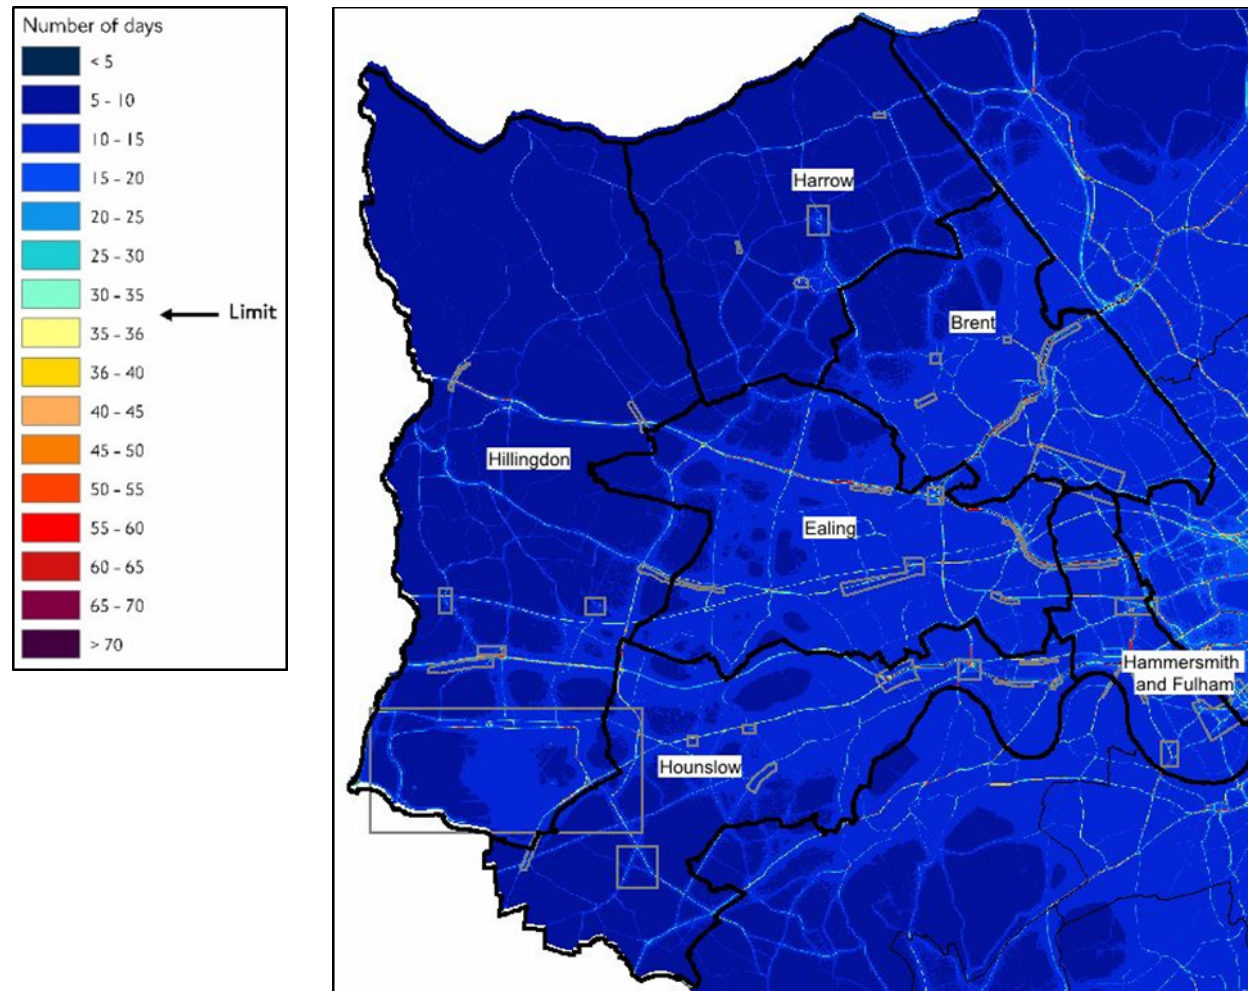 Number of days
< 5
5 - 10
10 - 15
15 - 20
20 - 25
25 - 30
30 - 35
Limit
35 - 36
36 - 40
40 - 45
45 - 50
50 - 55
55 - 60
60 - 65
65 - 70
> 70
Harrow
Brent
Hillingdon
Ealing
Hammersmith
and Fulham
Hounslow